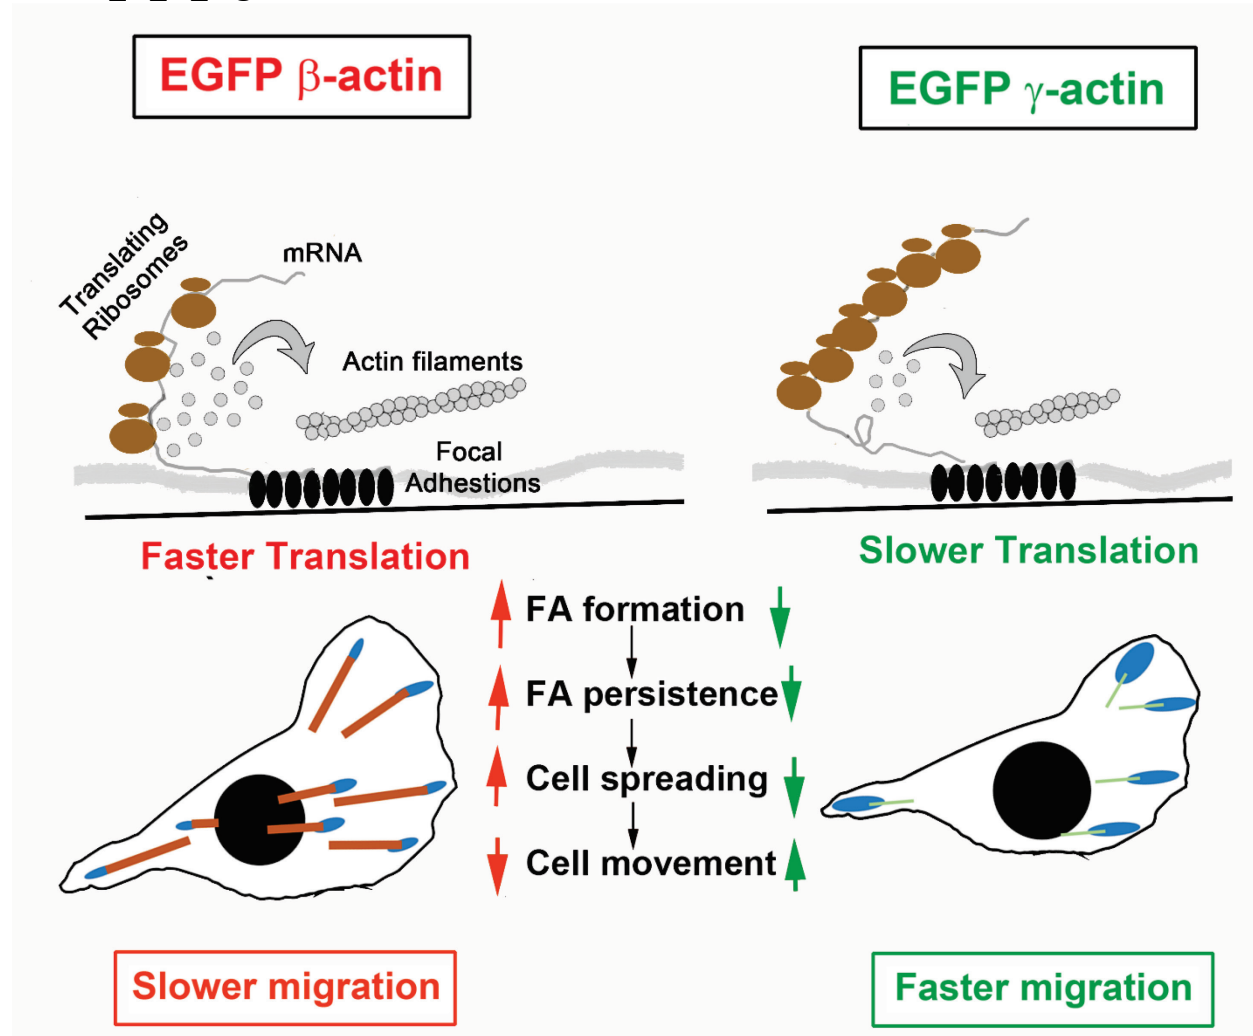 EGFP β-actin
EGFP γ-actin
Translating
Ribosomes
mRNA
Actin filaments
Focal
Adhestions
Faster Translation
Slower Translation
FA formation
FA persistence
Cell spreading
Cell movement
Slower migration
Faster migration